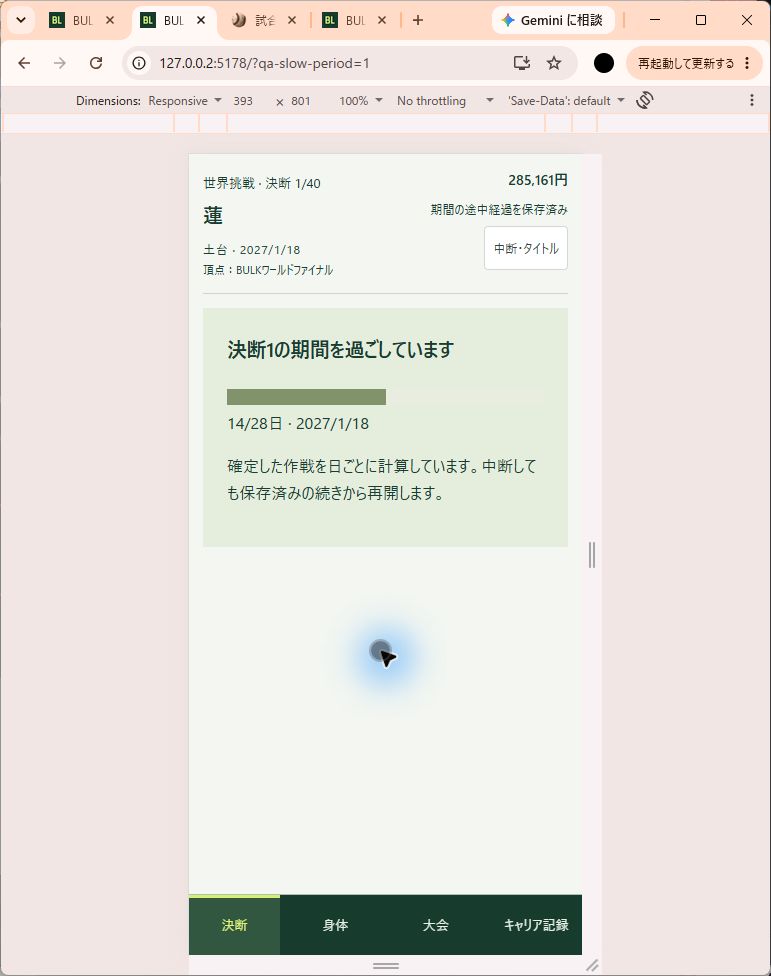 BL BUL
BL BUL
試合
BL BUL
Gemini に相談
127.0.0.2:5178/?qa-slow-period=1
再起動して更新する
Dimensions: Responsive 393 × 801 100% No throttling 'Save-Data': default
世界挑戦・決断 1/40
285,161円
蓮
期間の途中経過を保存済み
土台・2027/1/18
中断・タイトル
頂点：BULKワールドファイナル
決断1の期間を過ごしています
14/28日・2027/1/18
確定した作戦を日ごとに計算しています。中断して
も保存済みの続きから再開します。
決断 身体 大会 キャリア記録